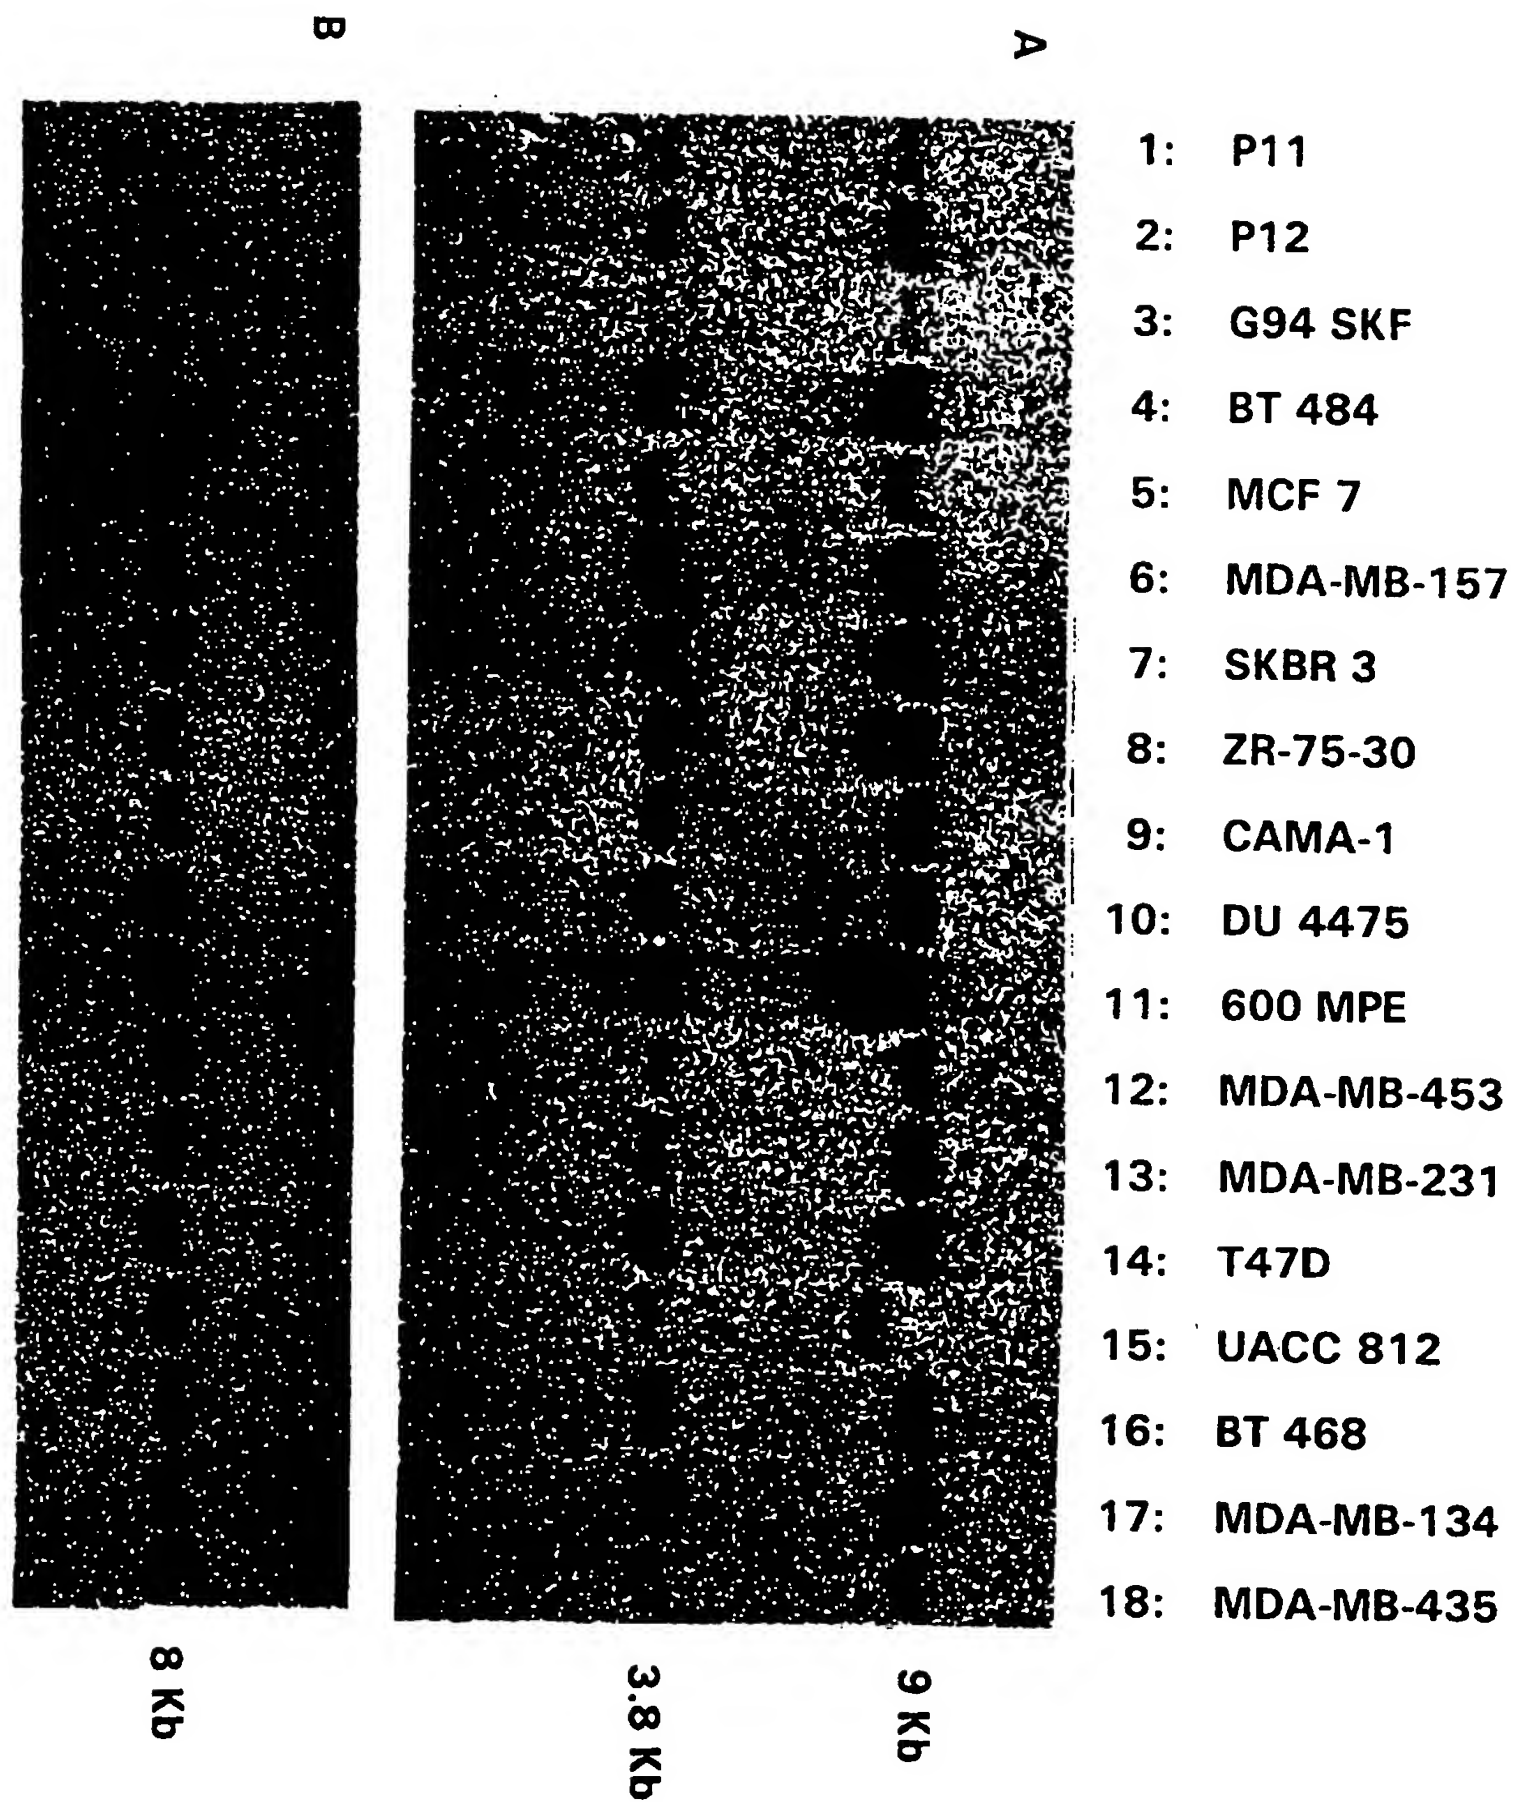 B
A
1: P11
2: P12
3: G94 SKF
4: BT 484
5: MCF 7
6: MDA-MB-157
7: SKBR 3
8: ZR-75-30
9: CAMA-1
10: DU 4475
11: 600 MPE
12: MDA-MB-453
13: MDA-MB-231
14: T47D
15: UACC 812
16: BT 468
17: MDA-MB-134
18: MDA-MB-435
8 Kb
3.8 Kb
9 Kb